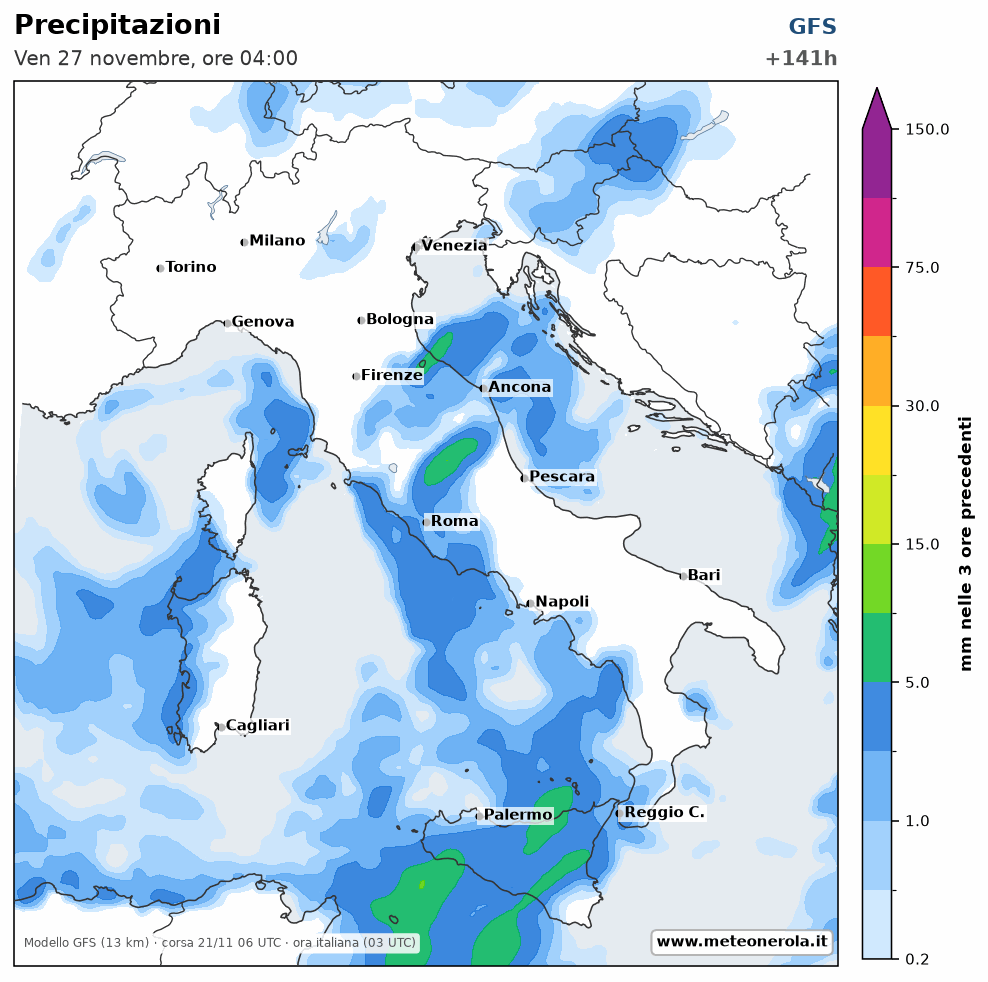 Precipitazioni
GFS
Ven 27 novembre, ore 04:00
+141h
150.0
75.0
30.0
15.0
5.0
1.0
0.2
mm nelle 3 ore precedenti
Milano
Venezia
Torino
Genova
Bologna
Firenze
Ancona
Pescara
Roma
Bari
Napoli
Cagliari
Palermo
Reggio C.
Modello GFS (13 km) · corsa 21/11 06 UTC · ora italiana (03 UTC)
www.meteonerola.it